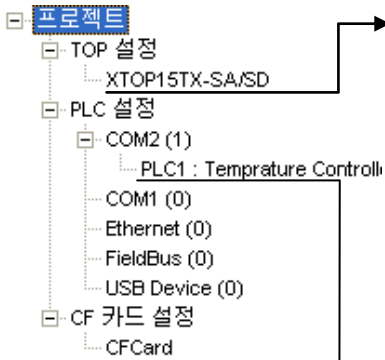 프로젝트
TOP 설정
XTOP15TX-SA/SD
PLC 설정
COM2 (1)
PLC1 : Temprature Controll
COM1 (0)
Ethernet (0)
FieldBus (0)
USB Device (0)
CF 카드 설정
CFCard